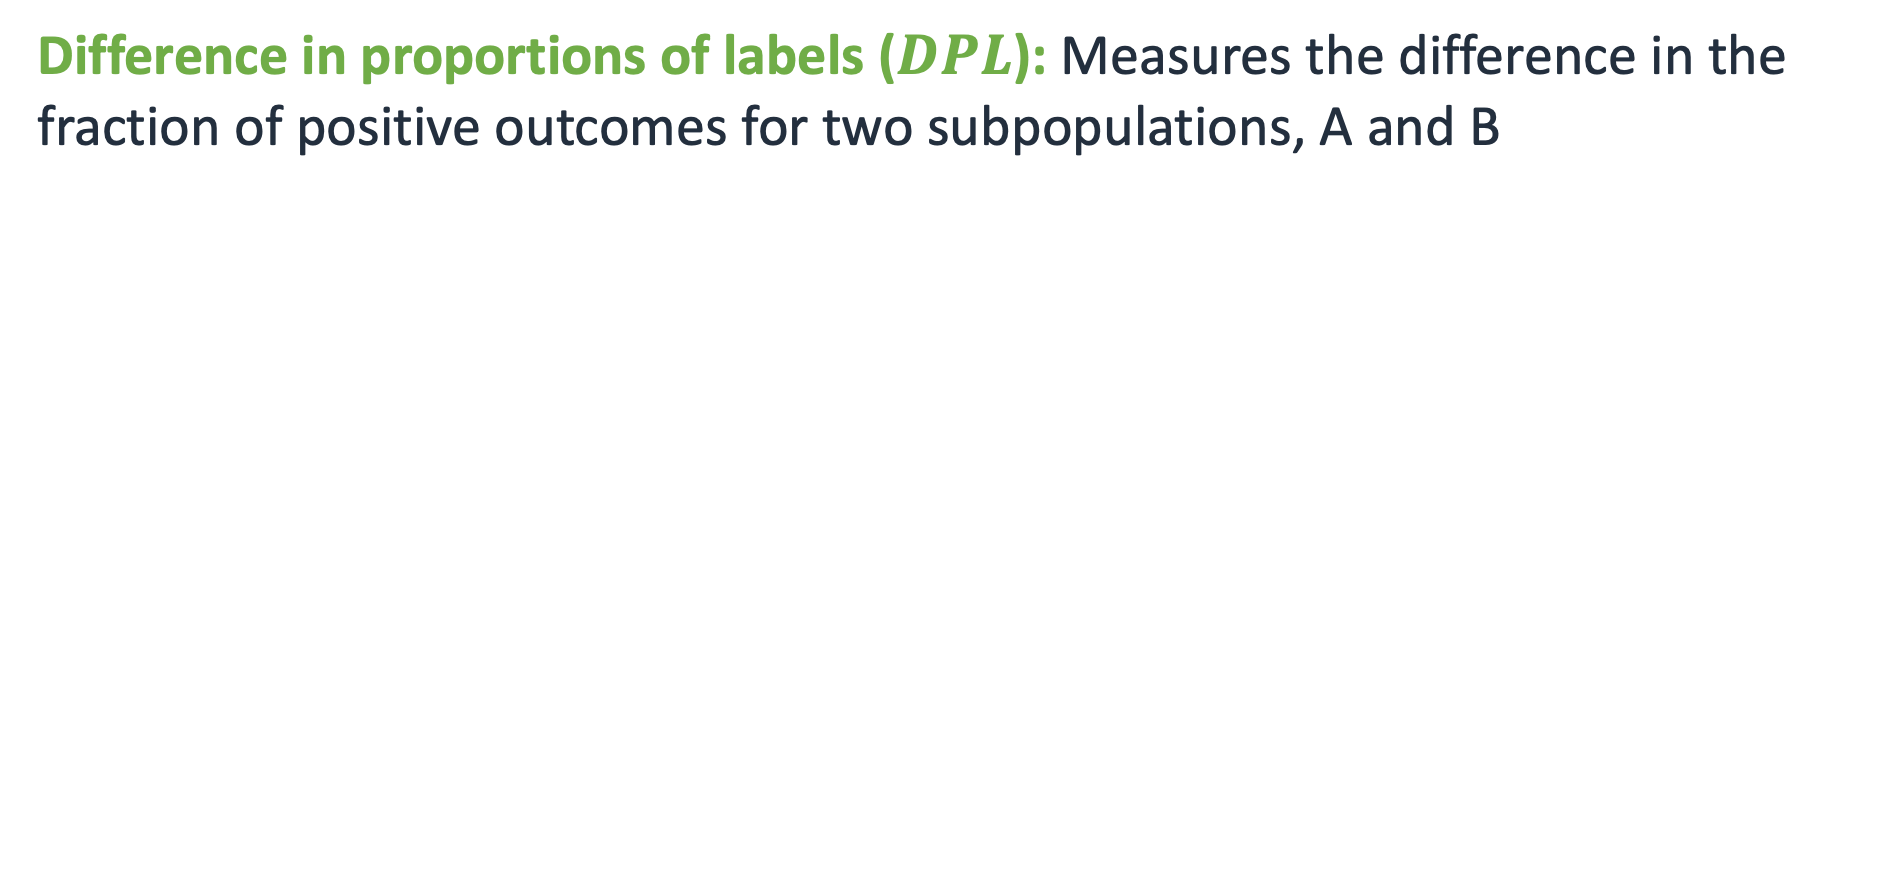 Difference in proportions of labels (DPL): Measures the difference in the
fraction of positive outcomes for two subpopulations, A and B